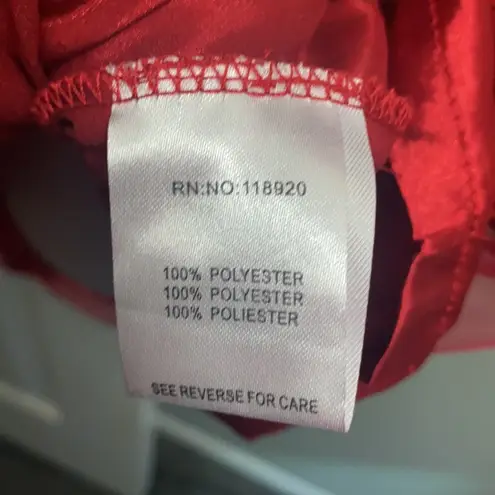 RN:NO:118920
100% POLYESTER
100% POLYESTER
100% POLIESTER
SEE REVERSE FOR CARE